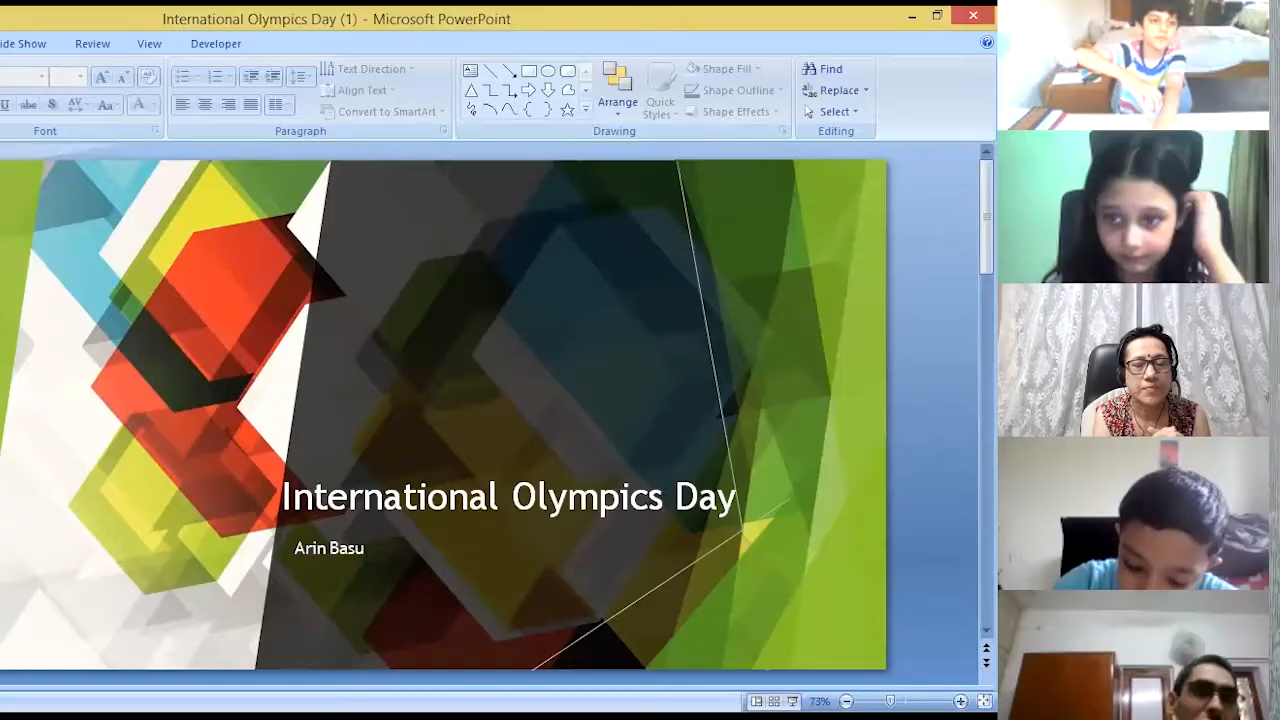 International Olympics Day (1) - Microsoft PowerPoint
ide Show Review View Developer
Text Direction
Align Text
Convert to SmartArt
Arrange
Quick Styles
Shape Fill
Shape Outline
Shape Effects
Find
Replace
Select
Font Paragraph Drawing Editing
International Olympics Day
Arin Basu
73%